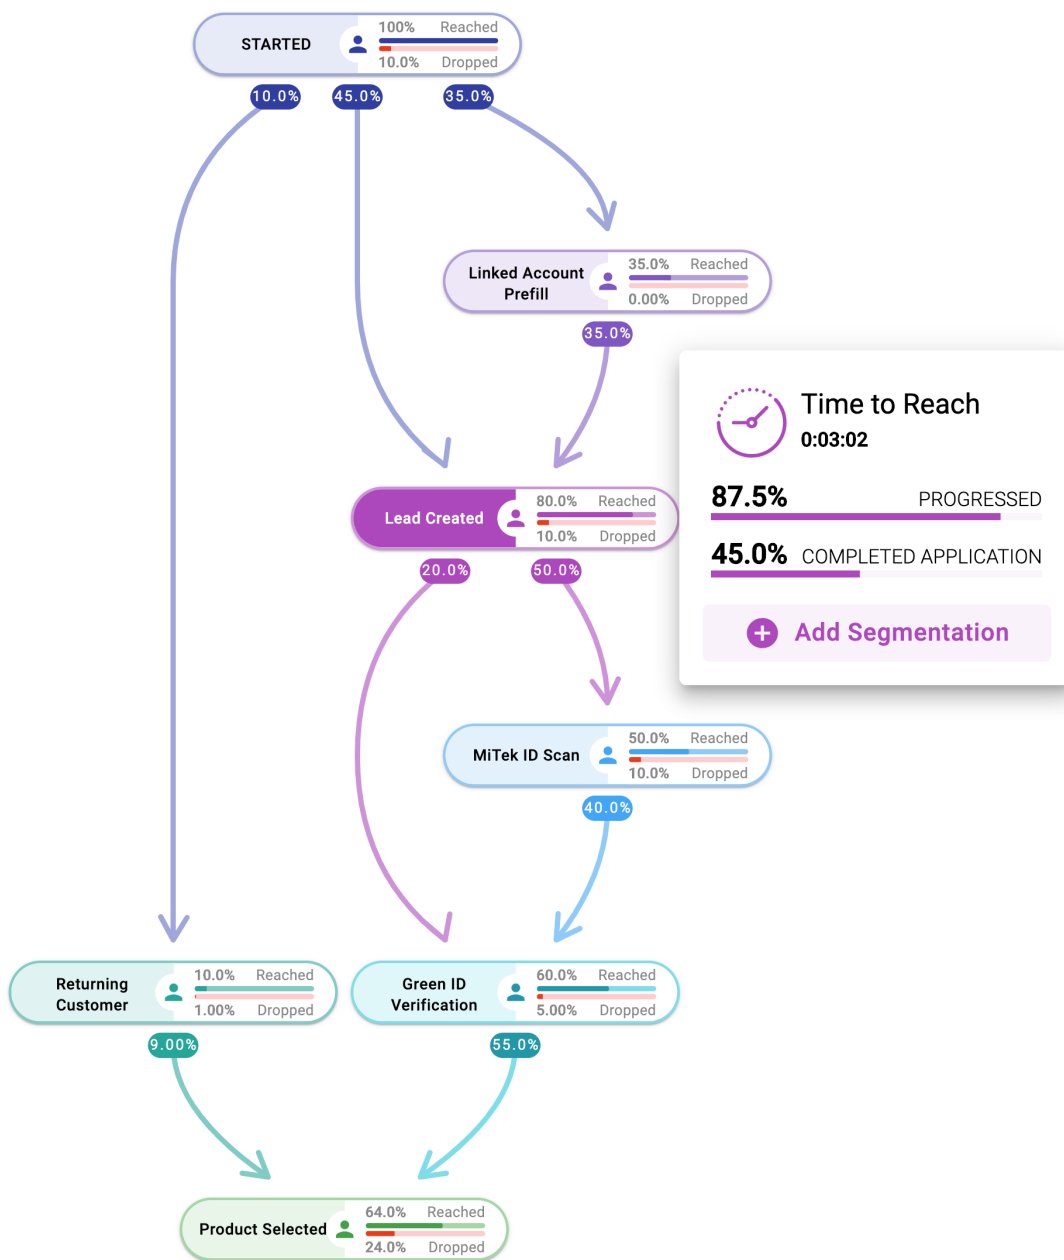 STARTED
100% Reached
10.0% Dropped
10.0% 45.0% 35.0%
Linked Account
Prefill
35.0% Reached
0.00% Dropped
35.0%
Time to Reach
0:03:02
87.5% PROGRESSED
45.0% COMPLETED APPLICATION
Add Segmentation
Lead Created
80.0% Reached
10.0% Dropped
20.0% 50.0%
MiTek ID Scan
50.0% Reached
10.0% Dropped
40.0%
Returning
Customer
10.0% Reached
1.00% Dropped
9.00%
Green ID
Verification
60.0% Reached
5.00% Dropped
55.0%
Product Selected
64.0% Reached
24.0% Dropped